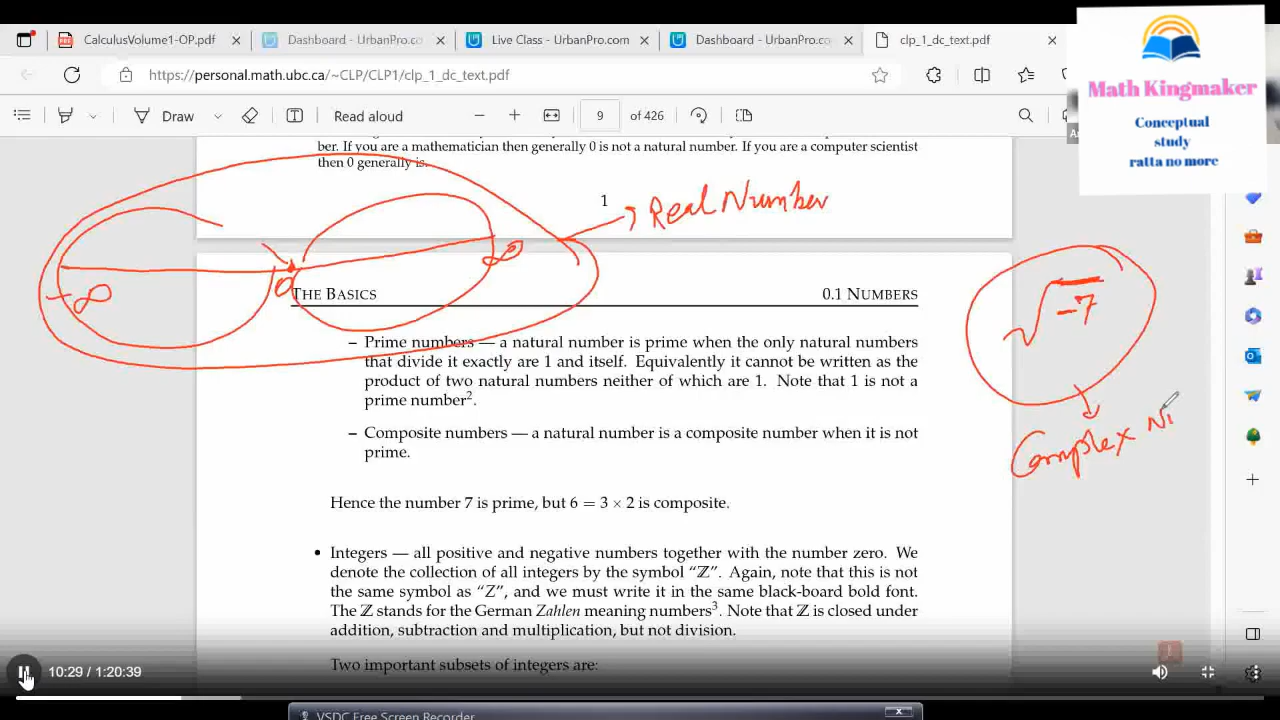 CalculusVolume1-OP.pdf
Dashboard - UrbanPro.co
Live Class - UrbanPro.com
Dashboard - UrbanPro.co
clp_1_dc_text.pdf
https://personal.math.ubc.ca/~CLP/CLP1/clp_1_dc_text.pdf
Draw
Read aloud
9
of 426
Math Kingmaker
Conceptual
study
ratta no more
ber. If you are a mathematician then generally 0 is not a natural number. If you are a computer scientist
then 0 generally is.
1
Real Number
-∞
0
∞
THE BASICS
0.1 NUMBERS
√-7
Complex
– Prime numbers — a natural number is prime when the only natural numbers
that divide it exactly are 1 and itself. Equivalently it cannot be written as the
product of two natural numbers neither of which are 1. Note that 1 is not a
prime number².
– Composite numbers — a natural number is a composite number when it is not
prime.
Hence the number 7 is prime, but 6 = 3 × 2 is composite.
• Integers — all positive and negative numbers together with the number zero. We
denote the collection of all integers by the symbol “ℤ”. Again, note that this is not
the same symbol as “Z”, and we must write it in the same black-board bold font.
The ℤ stands for the German Zahlen meaning numbers³. Note that ℤ is closed under
addition, subtraction and multiplication, but not division.
Two important subsets of integers are:
10:29 / 1:20:39
VSDC Free Screen Recorder